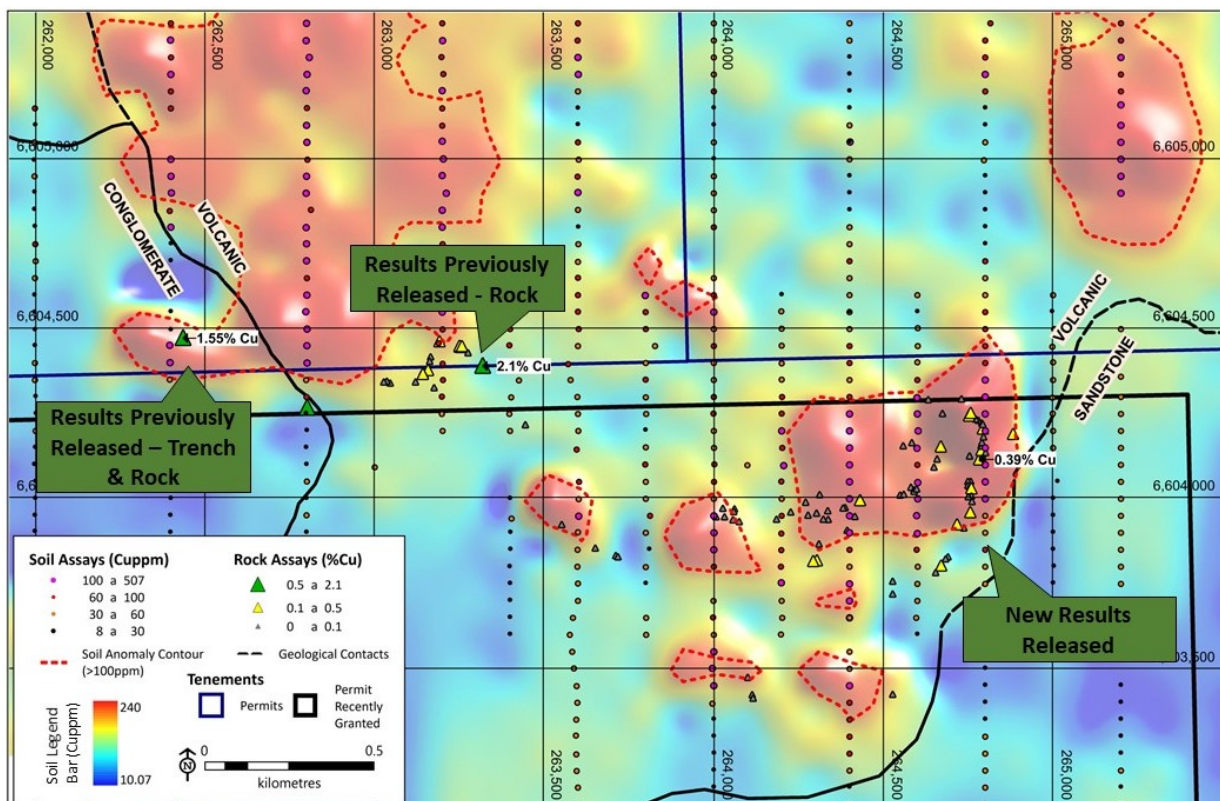 262,000
262,500
263,000
263,500
264,000
264,500
265,000
6,605,000
6,605,000
CONGLOMERATE
VOLCANIC
Results Previously
Released - Rock
6,604,500
6,604,500
1.55% Cu
2.1% Cu
VOLCANIC
SANDSTONE
Results Previously
Released – Trench
& Rock
0.39% Cu
6,604,000
New Results
Released
Soil Assays (Cuppm)
100 a 507
60 a 100
30 a 60
8 a 30
Rock Assays (%Cu)
0.5 a 2.1
0.1 a 0.5
0 a 0.1
Soil Anomaly Contour
(>100ppm)
Geological Contacts
Tenements
Permits
Permit
Recently
Granted
Soil Legend
Bar (Cuppm)
240
10.07
N
0 0.5
kilometres
263,500
264,000
264,500
265,000